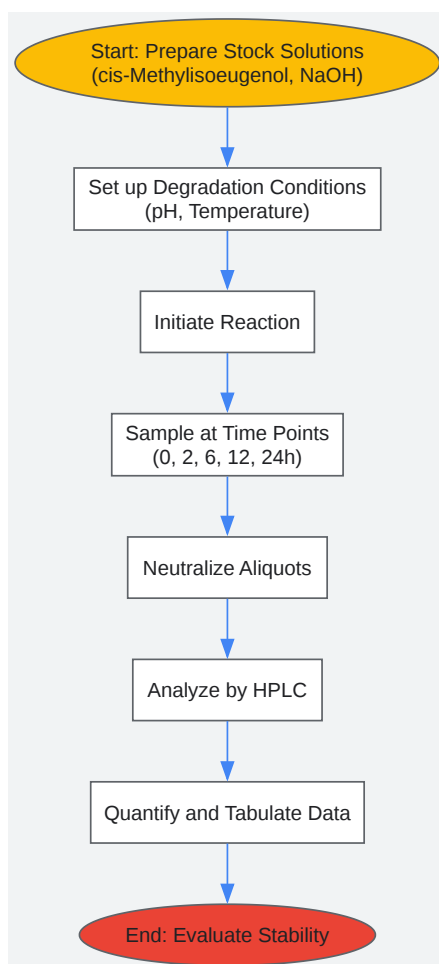 Start: Prepare Stock Solutions
(cis-Methylisoeugenol, NaOH)
Set up Degradation Conditions
(pH, Temperature)
Initiate Reaction
Sample at Time Points
(0, 2, 6, 12, 24h)
Neutralize Aliquots
Analyze by HPLC
Quantify and Tabulate Data
End: Evaluate Stability